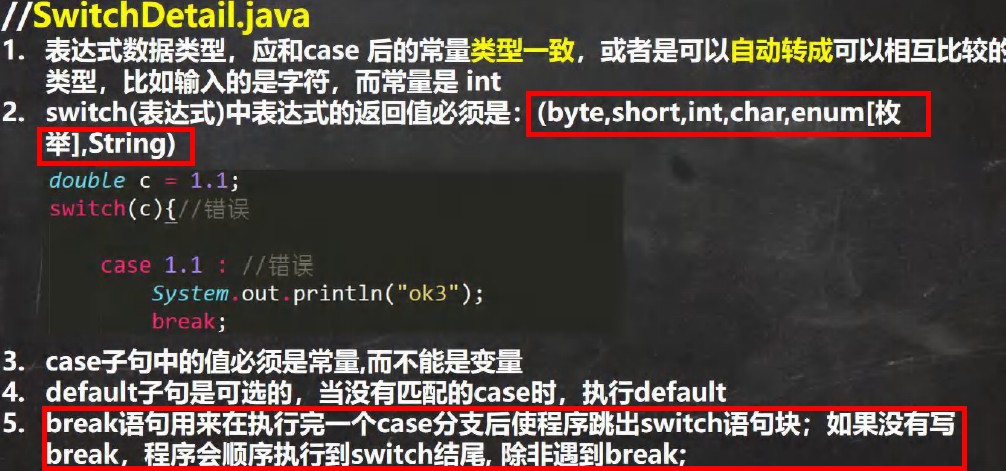 //SwitchDetail.java
1. 表达式数据类型，应和case 后的常量类型一致，或者是可以自动转成可以相互比较的
类型，比如输入的是字符，而常量是 int
2. switch(表达式)中表达式的返回值必须是：(byte,short,int,char,enum[枚
举],String)
double c = 1.1;
switch(c){//错误
case 1.1 : //错误
System.out.println("ok3");
break;
3. case子句中的值必须是常量,而不能是变量
4. default子句是可选的，当没有匹配的case时，执行default
5. break语句用来在执行完一个case分支后使程序跳出switch语句块；如果没有写
break，程序会顺序执行到switch结尾, 除非遇到break;